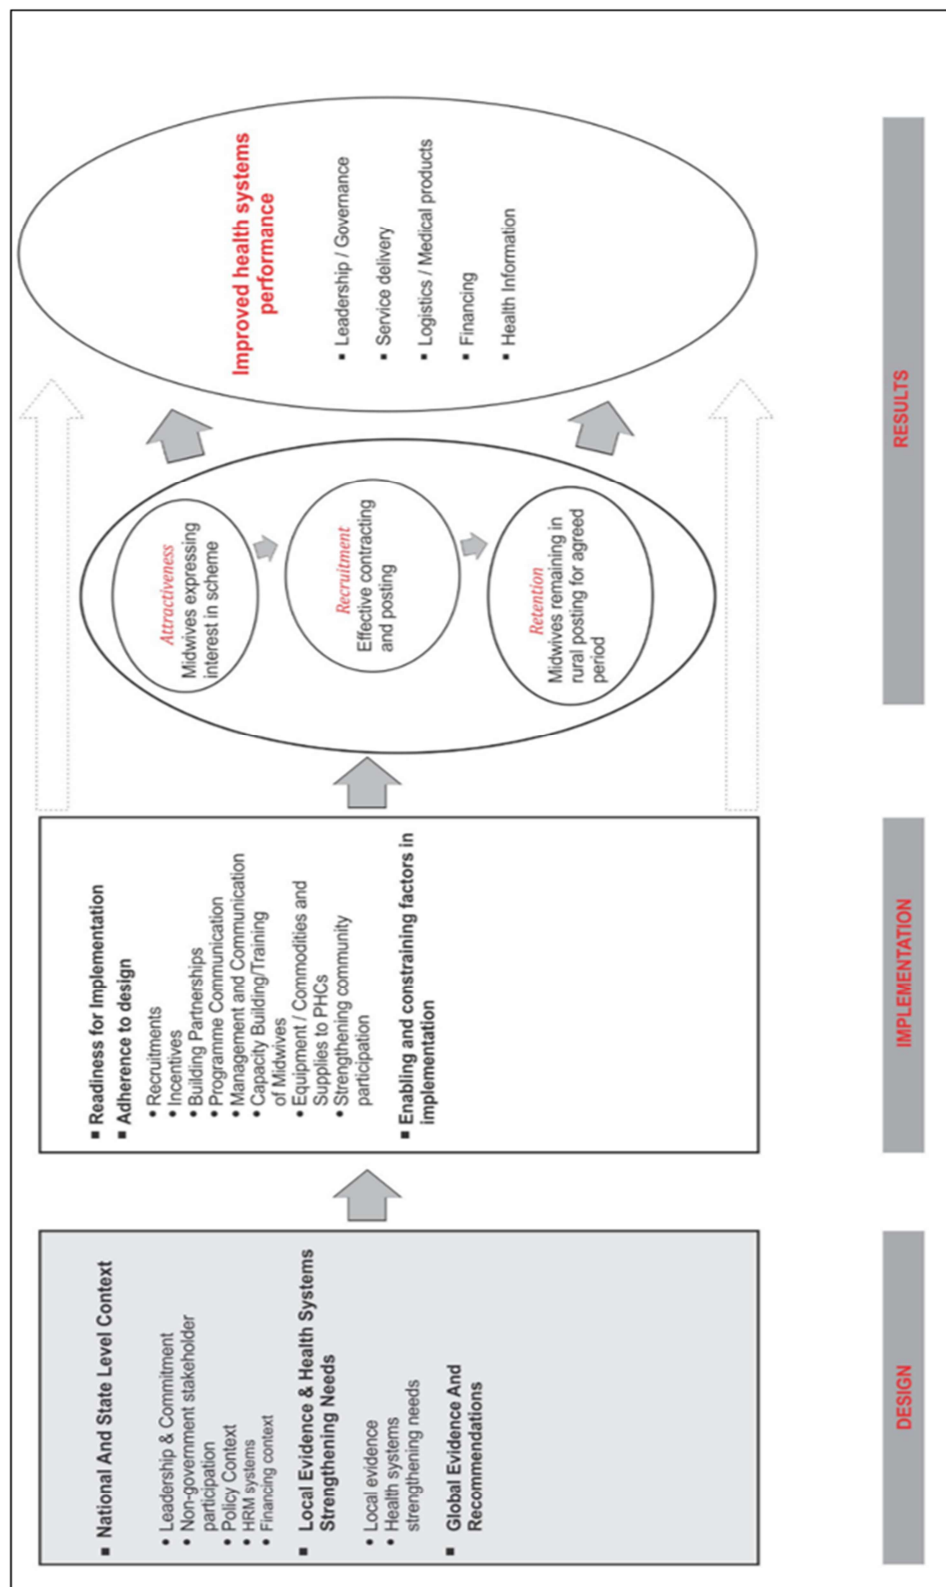 ■ National And State Level Context
• Leadership & Commitment
• Non-government stakeholder
participation
• Policy Context
• HRM systems
• Financing context
■ Local Evidence & Health Systems
Strengthening Needs
• Local evidence
• Health systems
strengthening needs
■ Global Evidence And
Recommendations
DESIGN
■ Readiness for Implementation
■ Adherence to design
• Recruitments
• Incentives
• Building Partnerships
• Programme Communication
• Management and Communication
• Capacity Building/Training
of Midwives
• Equipment / Commodities and
Supplies to PHCs
• Strengthening community
participation
■ Enabling and constraining factors in
implementation
IMPLEMENTATION
Attractiveness
Midwives expressing
interest in scheme
Recruitment
Effective contracting
and posting
Retention
Midwives remaining in
rural posting for agreed
period
Improved health systems
performance
■ Leadership / Governance
■ Service delivery
■ Logistics / Medical products
■ Financing
■ Health Information
RESULTS